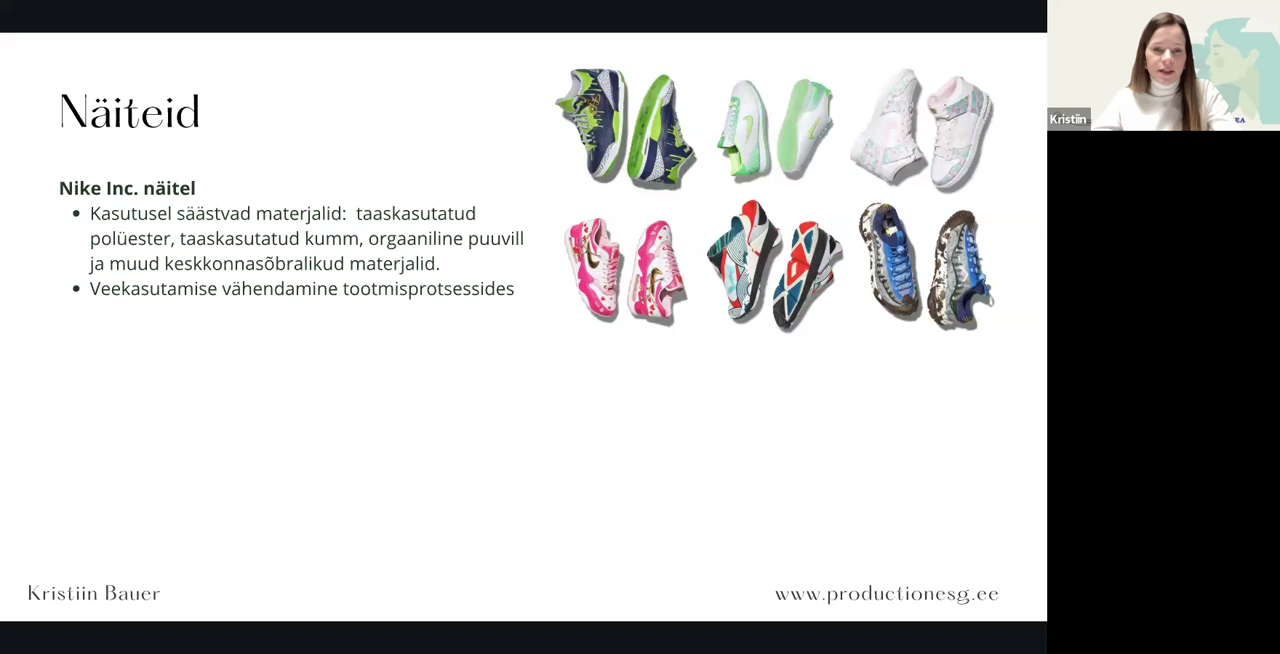 Näiteid
Nike Inc. näitel
• Kasutusel säästvad materjalid: taaskasutatud
polüester, taaskasutatud kumm, orgaaniline puuvill
ja muud keskkonnasõbralikud materjalid.
• Veekasutamise vähendamine tootmisprotsessides
Kristiin Bauer
www.productionesg.ee
Kristiin